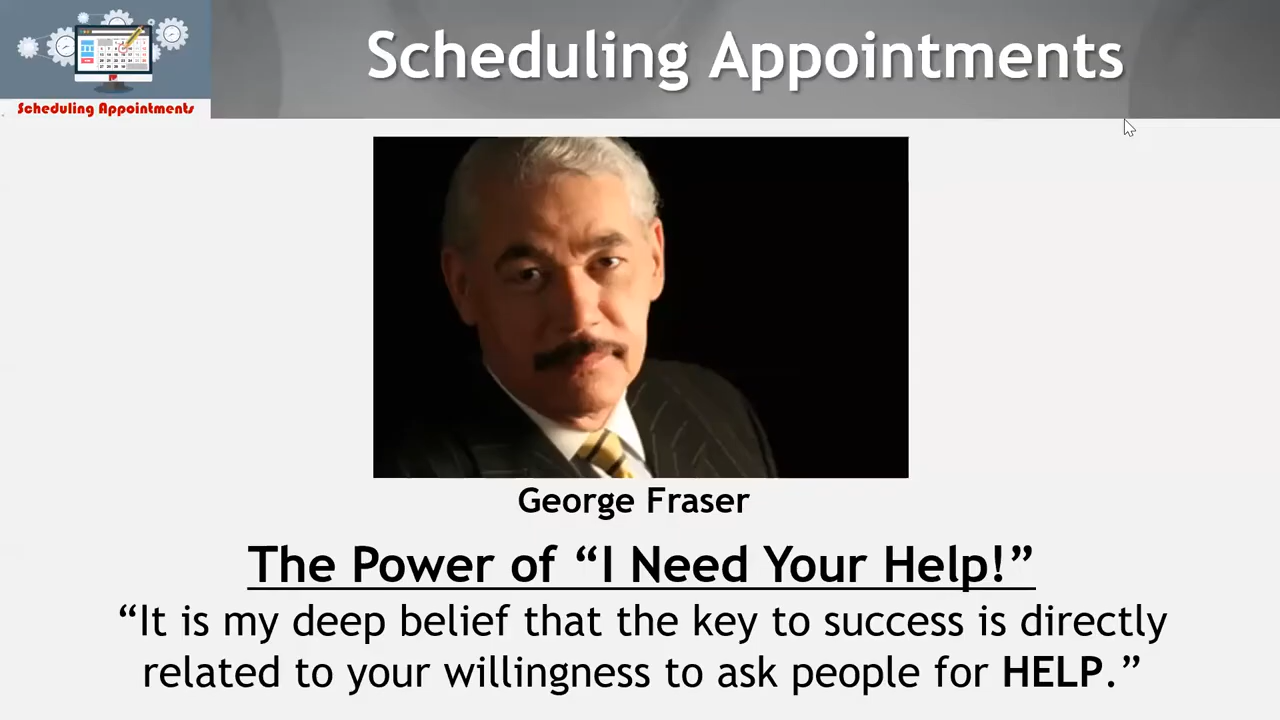 Scheduling Appointments
Scheduling Appointments
George Fraser
The Power of “I Need Your Help!”
“It is my deep belief that the key to success is directly
related to your willingness to ask people for HELP.”